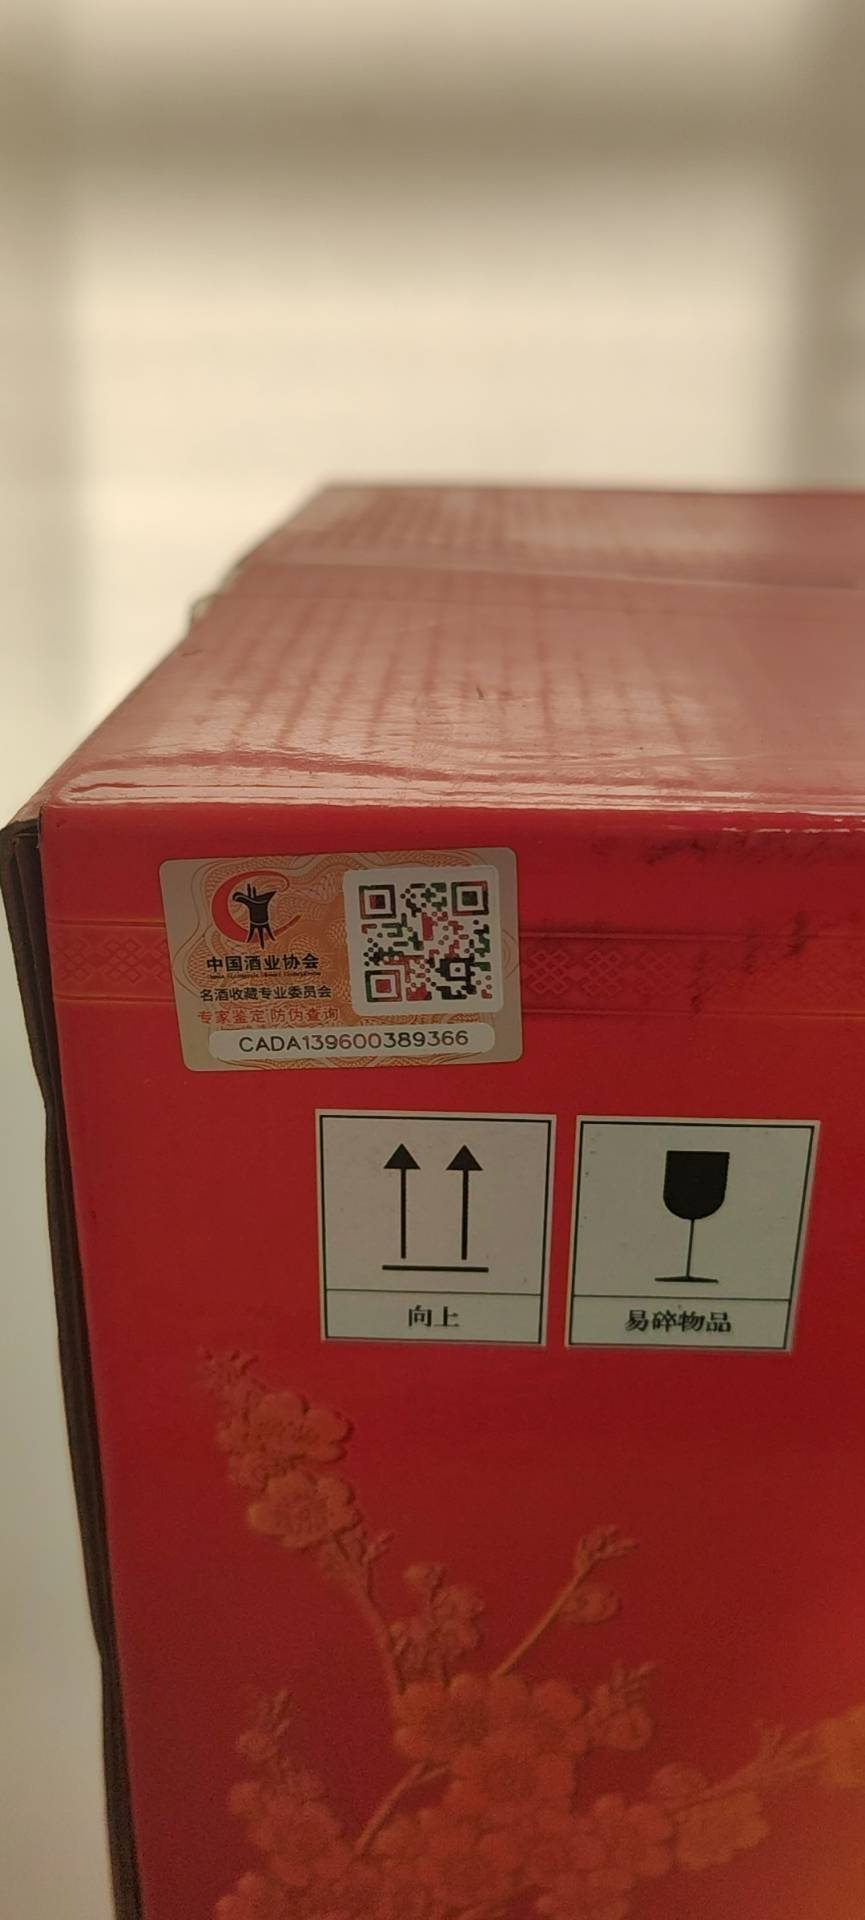 中国酒业协会
名酒收藏专业委员会
专家鉴定 防伪查询
CADA139600389366
向上
易碎物品